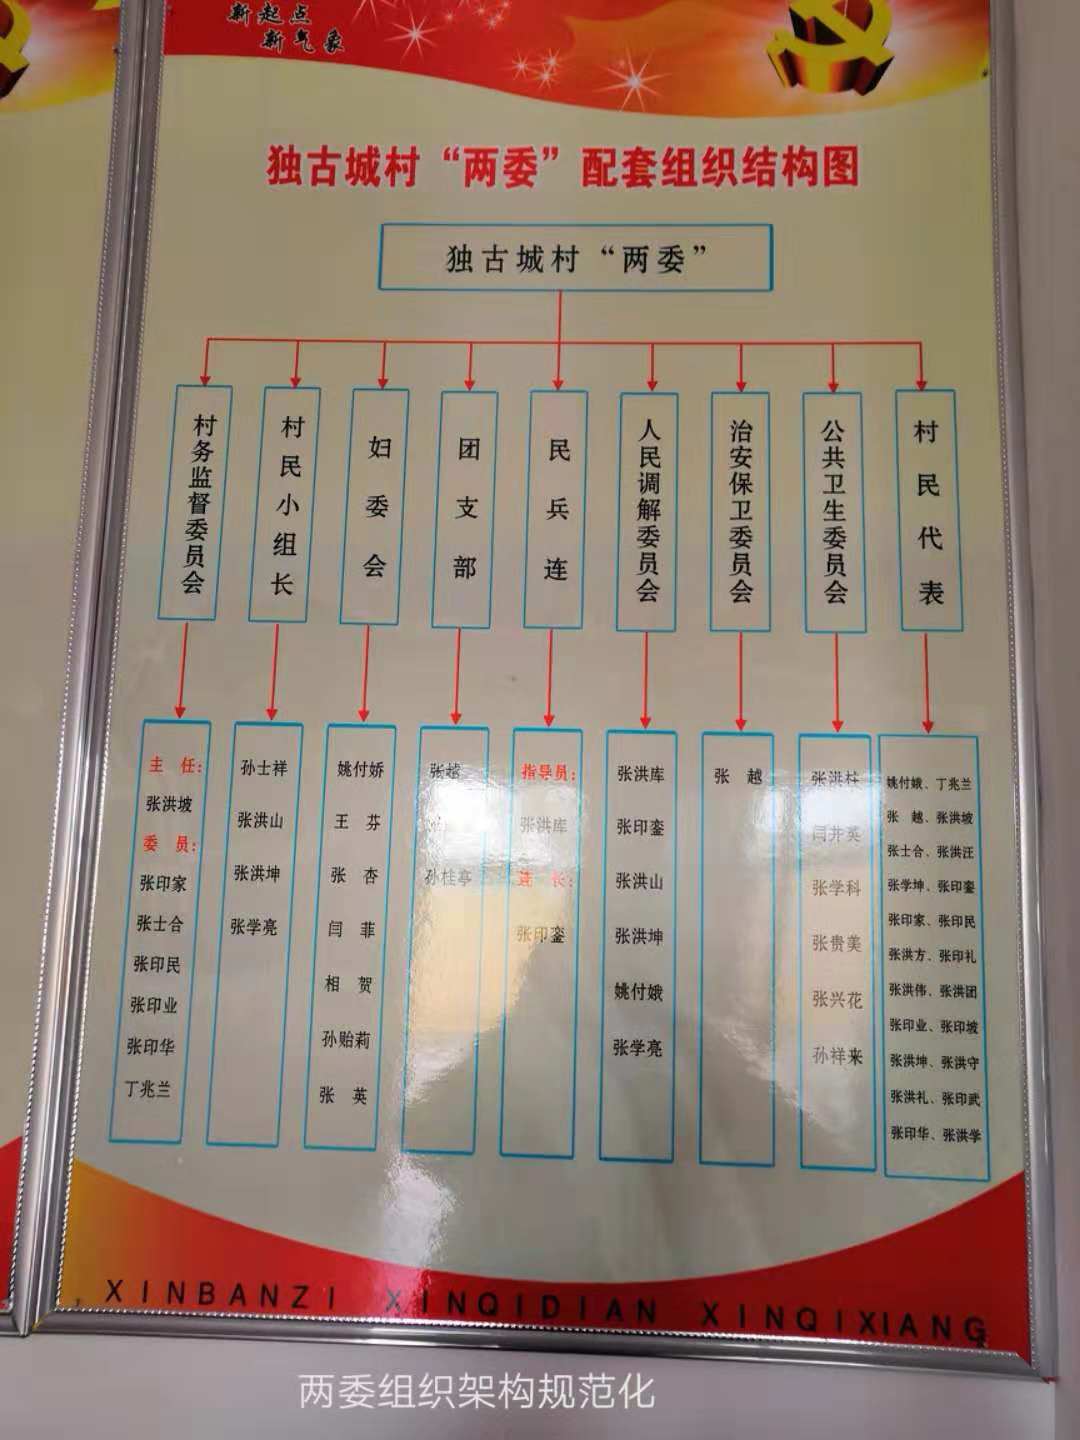 新起点
新气象
独古城村“两委”配套组织结构图
独古城村“两委”
村务监督委员会
村民小组长
妇委会
团支部
民兵连
人民调解委员会
治安保卫委员会
公共卫生委员会
村民代表
主 任:
张洪坡
委 员:
张印家
张士合
张印民
张印业
张印华
丁兆兰
孙士祥
张洪山
张洪坤
张学亮
姚付娇
王 芬
张 杏
闫 菲
相 贺
孙贻莉
张 英
张越
孙桂亭
指导员:
张洪库
连 长:
张印銮
张洪库
张印銮
张洪山
张洪坤
姚付娥
张学亮
张 越
张洪柱
闫井英
张学科
张贵美
张兴花
孙祥来
姚付娥、丁兆兰
张 越、张洪坡
张士合、张洪汪
张学坤、张印銮
张印家、张印民
张洪方、张印礼
张洪伟、张洪团
张印业、张印坡
张洪坤、张洪守
张洪礼、张印武
张印华、张洪学
XINBANZI XINQIDIAN XINQIXIANG
两委组织架构规范化